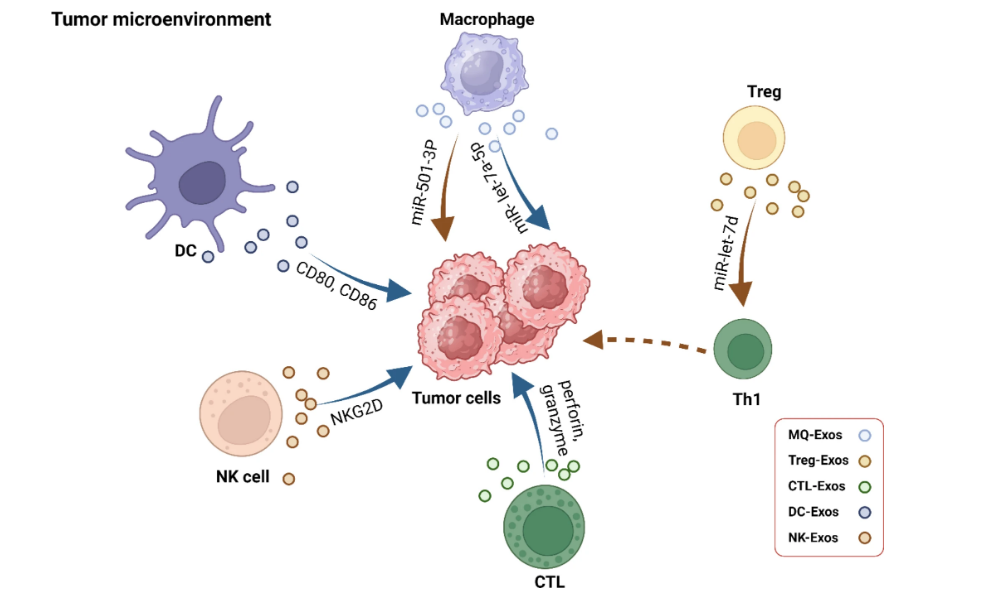 Tumor microenvironment
Macrophage
Treg
miR-501-3P
miR- let-7a-5p
miR-let-7d
DC
CD80, CD86
Tumor cells
Th1
NKG2D
perforin,
granzyme
NK cell
CTL
MQ-Exos
Treg-Exos
CTL-Exos
DC-Exos
NK-Exos